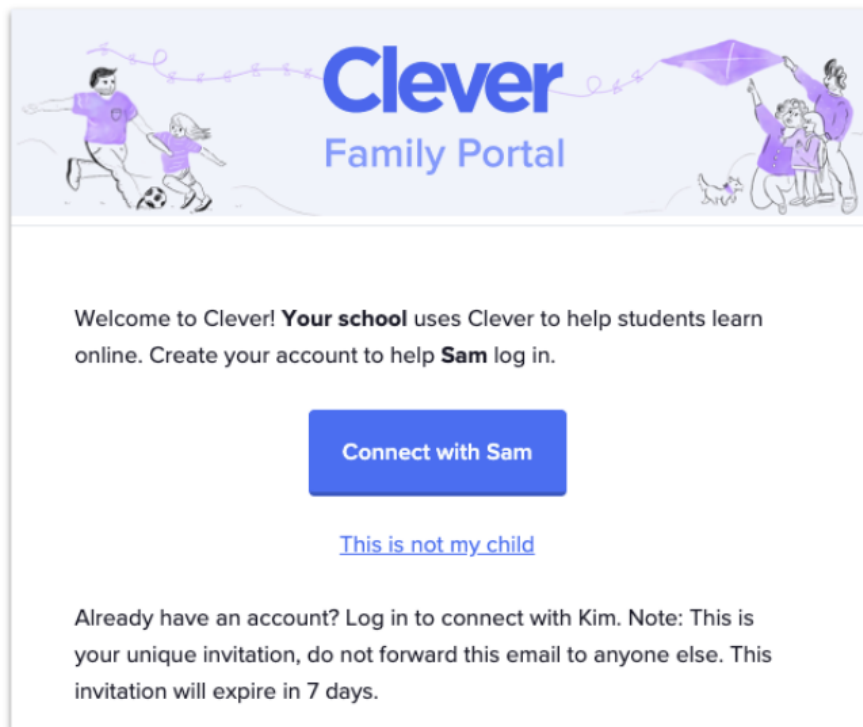 Clever
Family Portal
Welcome to Clever! Your school uses Clever to help students learn
online. Create your account to help Sam log in.
Connect with Sam
This is not my child
Already have an account? Log in to connect with Kim. Note: This is
your unique invitation, do not forward this email to anyone else. This
invitation will expire in 7 days.